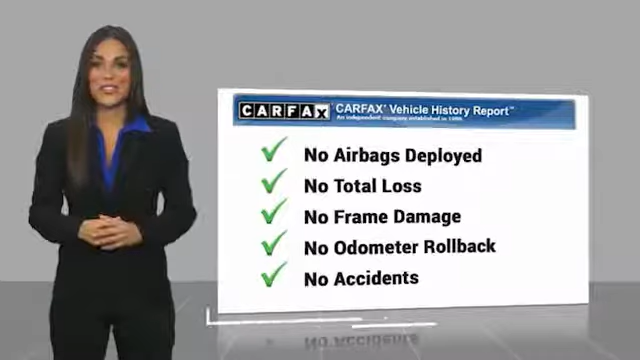 CARFAX CARFAX Vehicle History Report™
An independent company established in 1986
No Airbags Deployed
No Total Loss
No Frame Damage
No Odometer Rollback
No Accidents